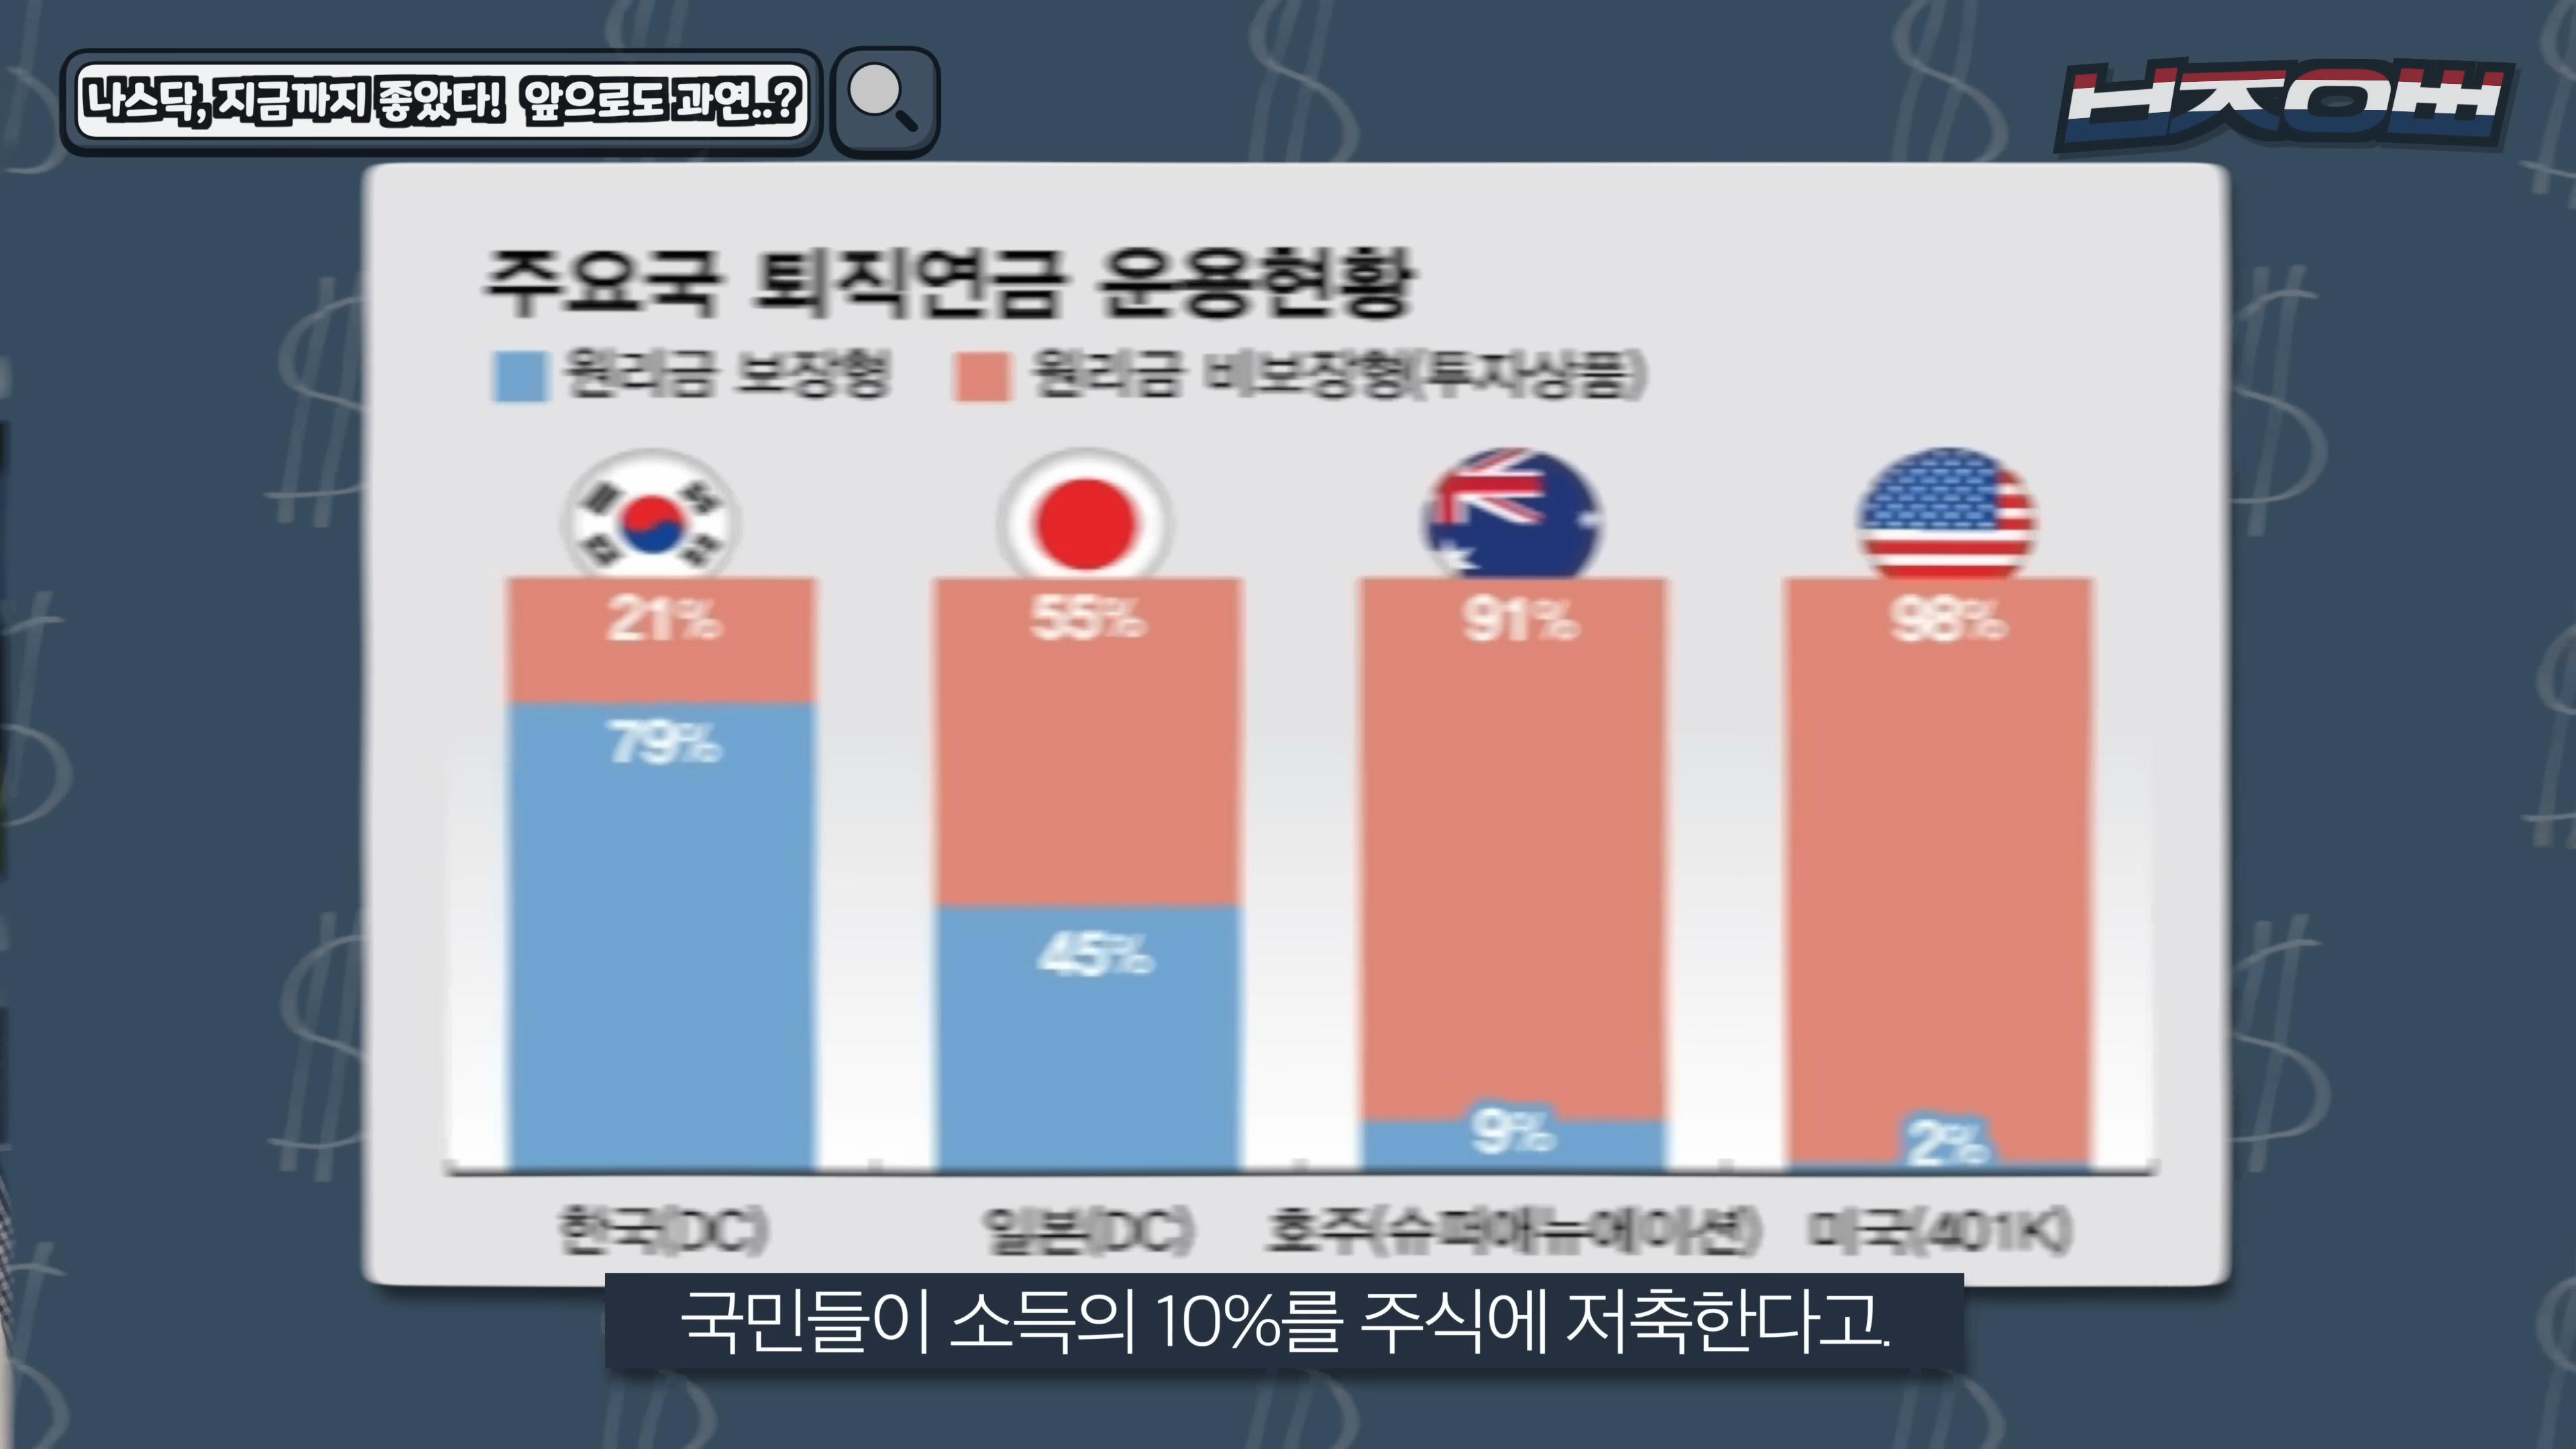 나스닥, 지금까지 좋았다! 앞으로도 과연..?
주요국 퇴직연금 운용현황
원리금 보장형
원리금 비보장형(투자상품)
21% 55% 91% 98%
79% 45% 9% 2%
한국(DC) 일본(DC) 호주(슈퍼애뉴에이션) 미국(401K)
국민들이 소득의 10%를 주식에 저축한다고.